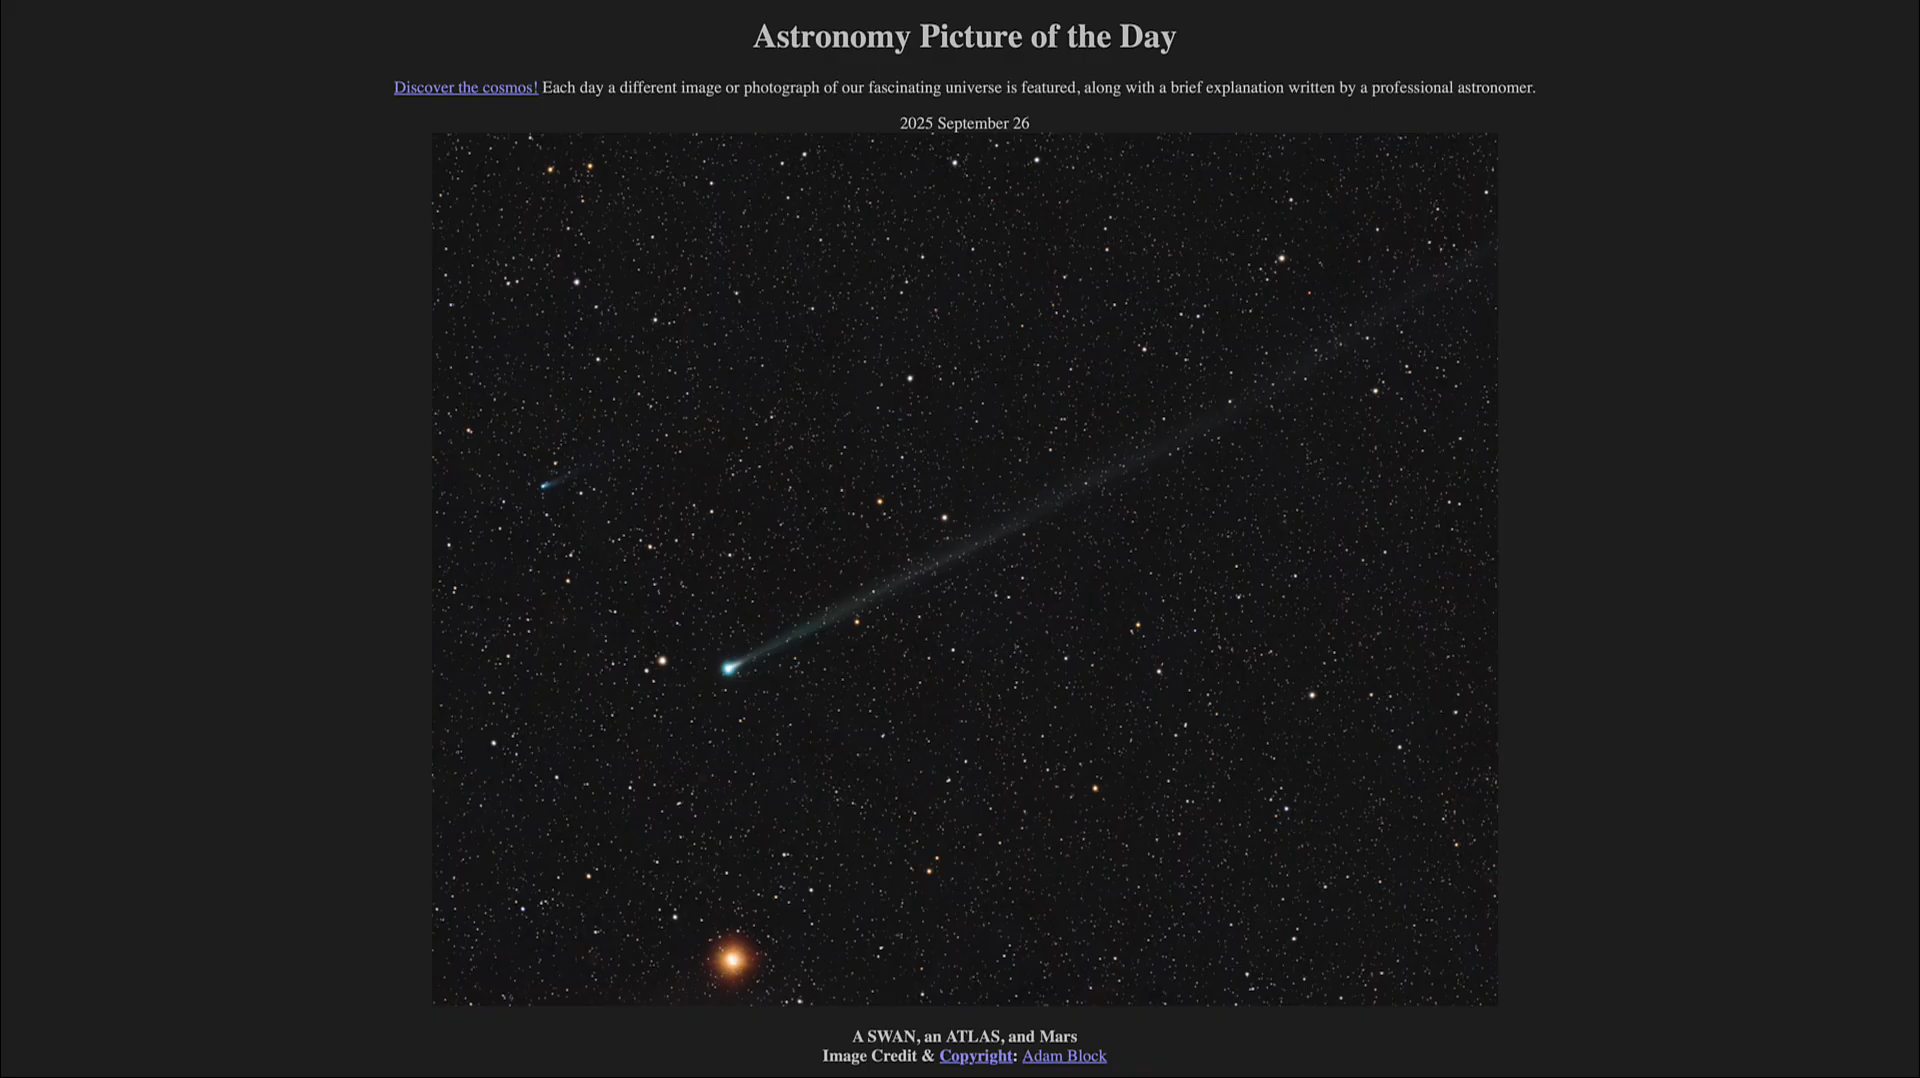 Astronomy Picture of the Day
Discover the cosmos! Each day a different image or photograph of our fascinating universe is featured, along with a brief explanation written by a professional astronomer.
2025 September 26
A SWAN, an ATLAS, and Mars
Image Credit & Copyright: Adam Block